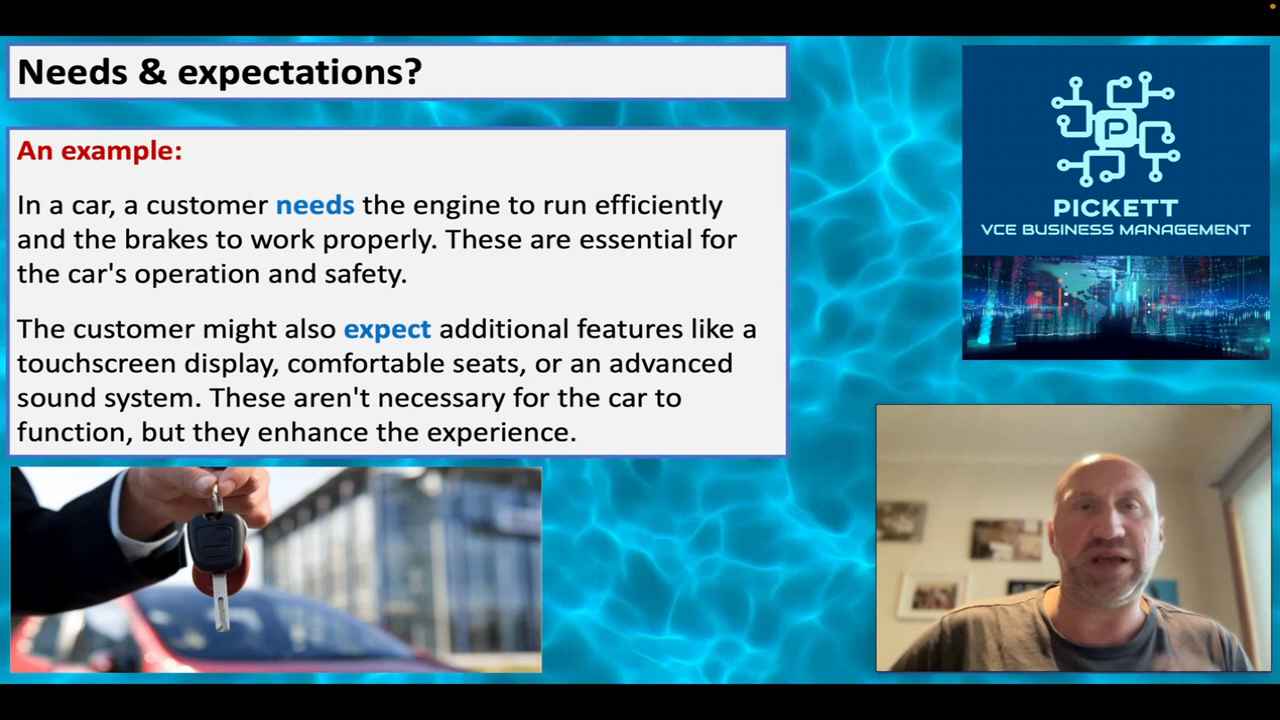 Needs & expectations?
An example:
In a car, a customer needs the engine to run efficiently
and the brakes to work properly. These are essential for
the car's operation and safety.
The customer might also expect additional features like a
touchscreen display, comfortable seats, or an advanced
sound system. These aren't necessary for the car to
function, but they enhance the experience.
P
PICKETT
VCE BUSINESS MANAGEMENT